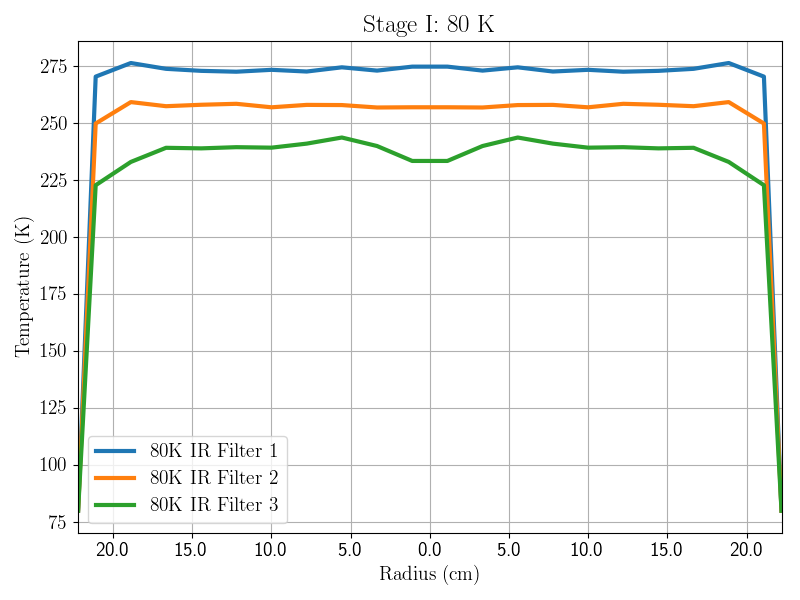 Stage I: 80 K
Temperature (K)
275
250
225
200
175
150
125
100
75
80K IR Filter 1
80K IR Filter 2
80K IR Filter 3
20.0 15.0 10.0 5.0 0.0 5.0 10.0 15.0 20.0
Radius (cm)